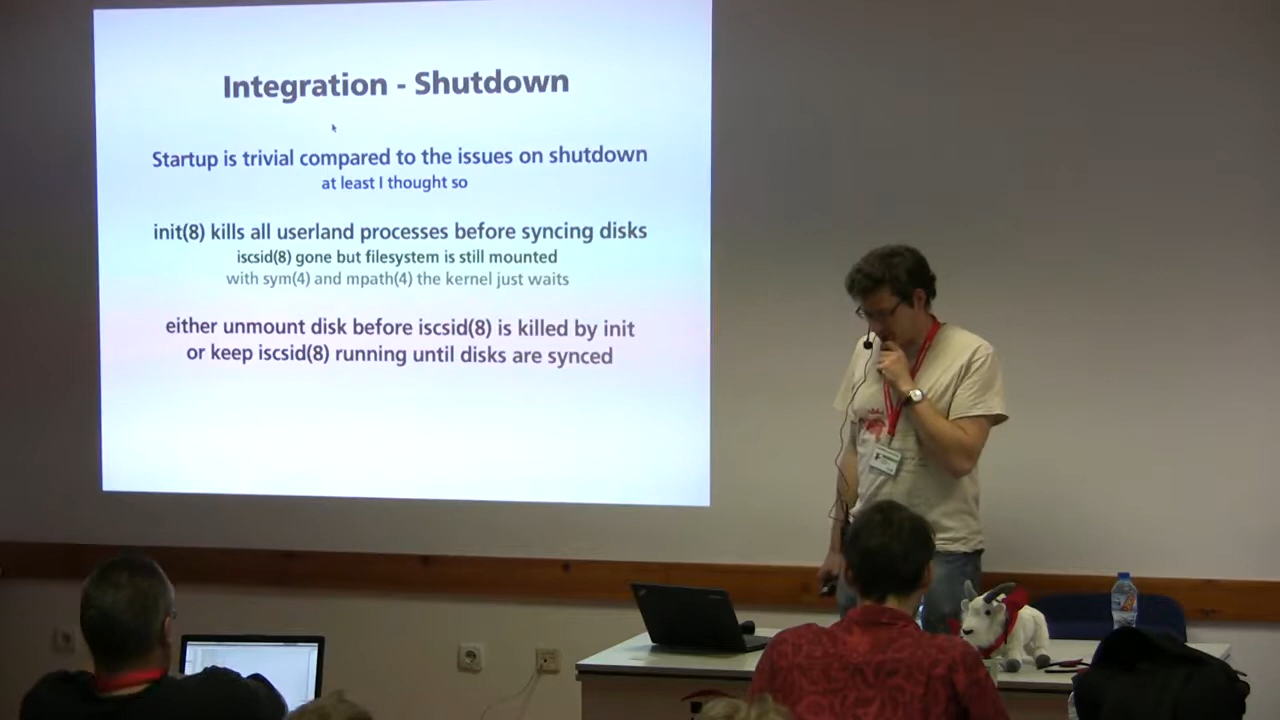 Integration - Shutdown
Startup is trivial compared to the issues on shutdown
at least I thought so
init(8) kills all userland processes before syncing disks
iscsid(8) gone but filesystem is still mounted
with sym(4) and mpath(4) the kernel just waits
either unmount disk before iscsid(8) is killed by init
or keep iscsid(8) running until disks are synced